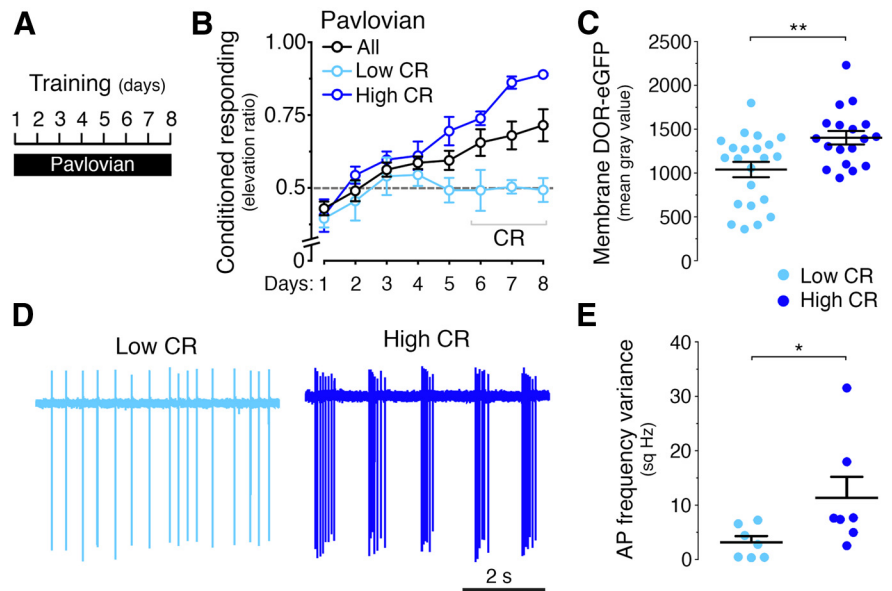 A
Training (days)
1 2 3 4 5 6 7 8
Pavlovian
B
Pavlovian
All
Low CR
High CR
Conditioned responding
(elevation ratio)
1.00
0.75
0.5
0
CR
Days: 1 2 3 4 5 6 7 8
C
**
Membrane DOR-eGFP
(mean gray value)
2500
2000
1500
1000
500
0
Low CR
High CR
D
Low CR
High CR
2 s
E
*
AP frequency variance
(sq Hz)
40
30
20
10
0